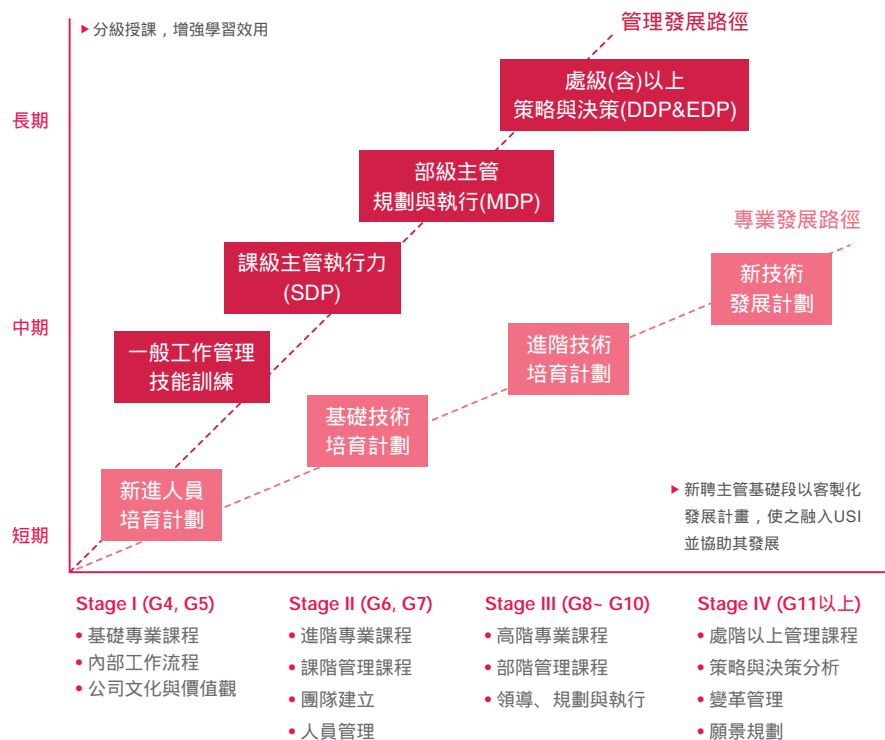 ▶ 分級授課，增強學習效用
管理發展路徑
處級(含)以上
策略與決策(DDP&EDP)
長期
部級主管
規劃與執行(MDP)
專業發展路徑
課級主管執行力
(SDP)
新技術
發展計劃
中期
一般工作管理
技能訓練
進階技術
培育計劃
基礎技術
培育計劃
新進人員
培育計劃
短期
▶ 新聘主管基礎段以客製化
發展計畫，使之融入USI
並協助其發展
Stage I (G4, G5)
• 基礎專業課程
• 內部工作流程
• 公司文化與價值觀
Stage II (G6, G7)
• 進階專業課程
• 課階管理課程
• 團隊建立
• 人員管理
Stage III (G8~ G10)
• 高階專業課程
• 部階管理課程
• 領導、規劃與執行
Stage IV (G11以上)
• 處階以上管理課程
• 策略與決策分析
• 變革管理
• 願景規劃